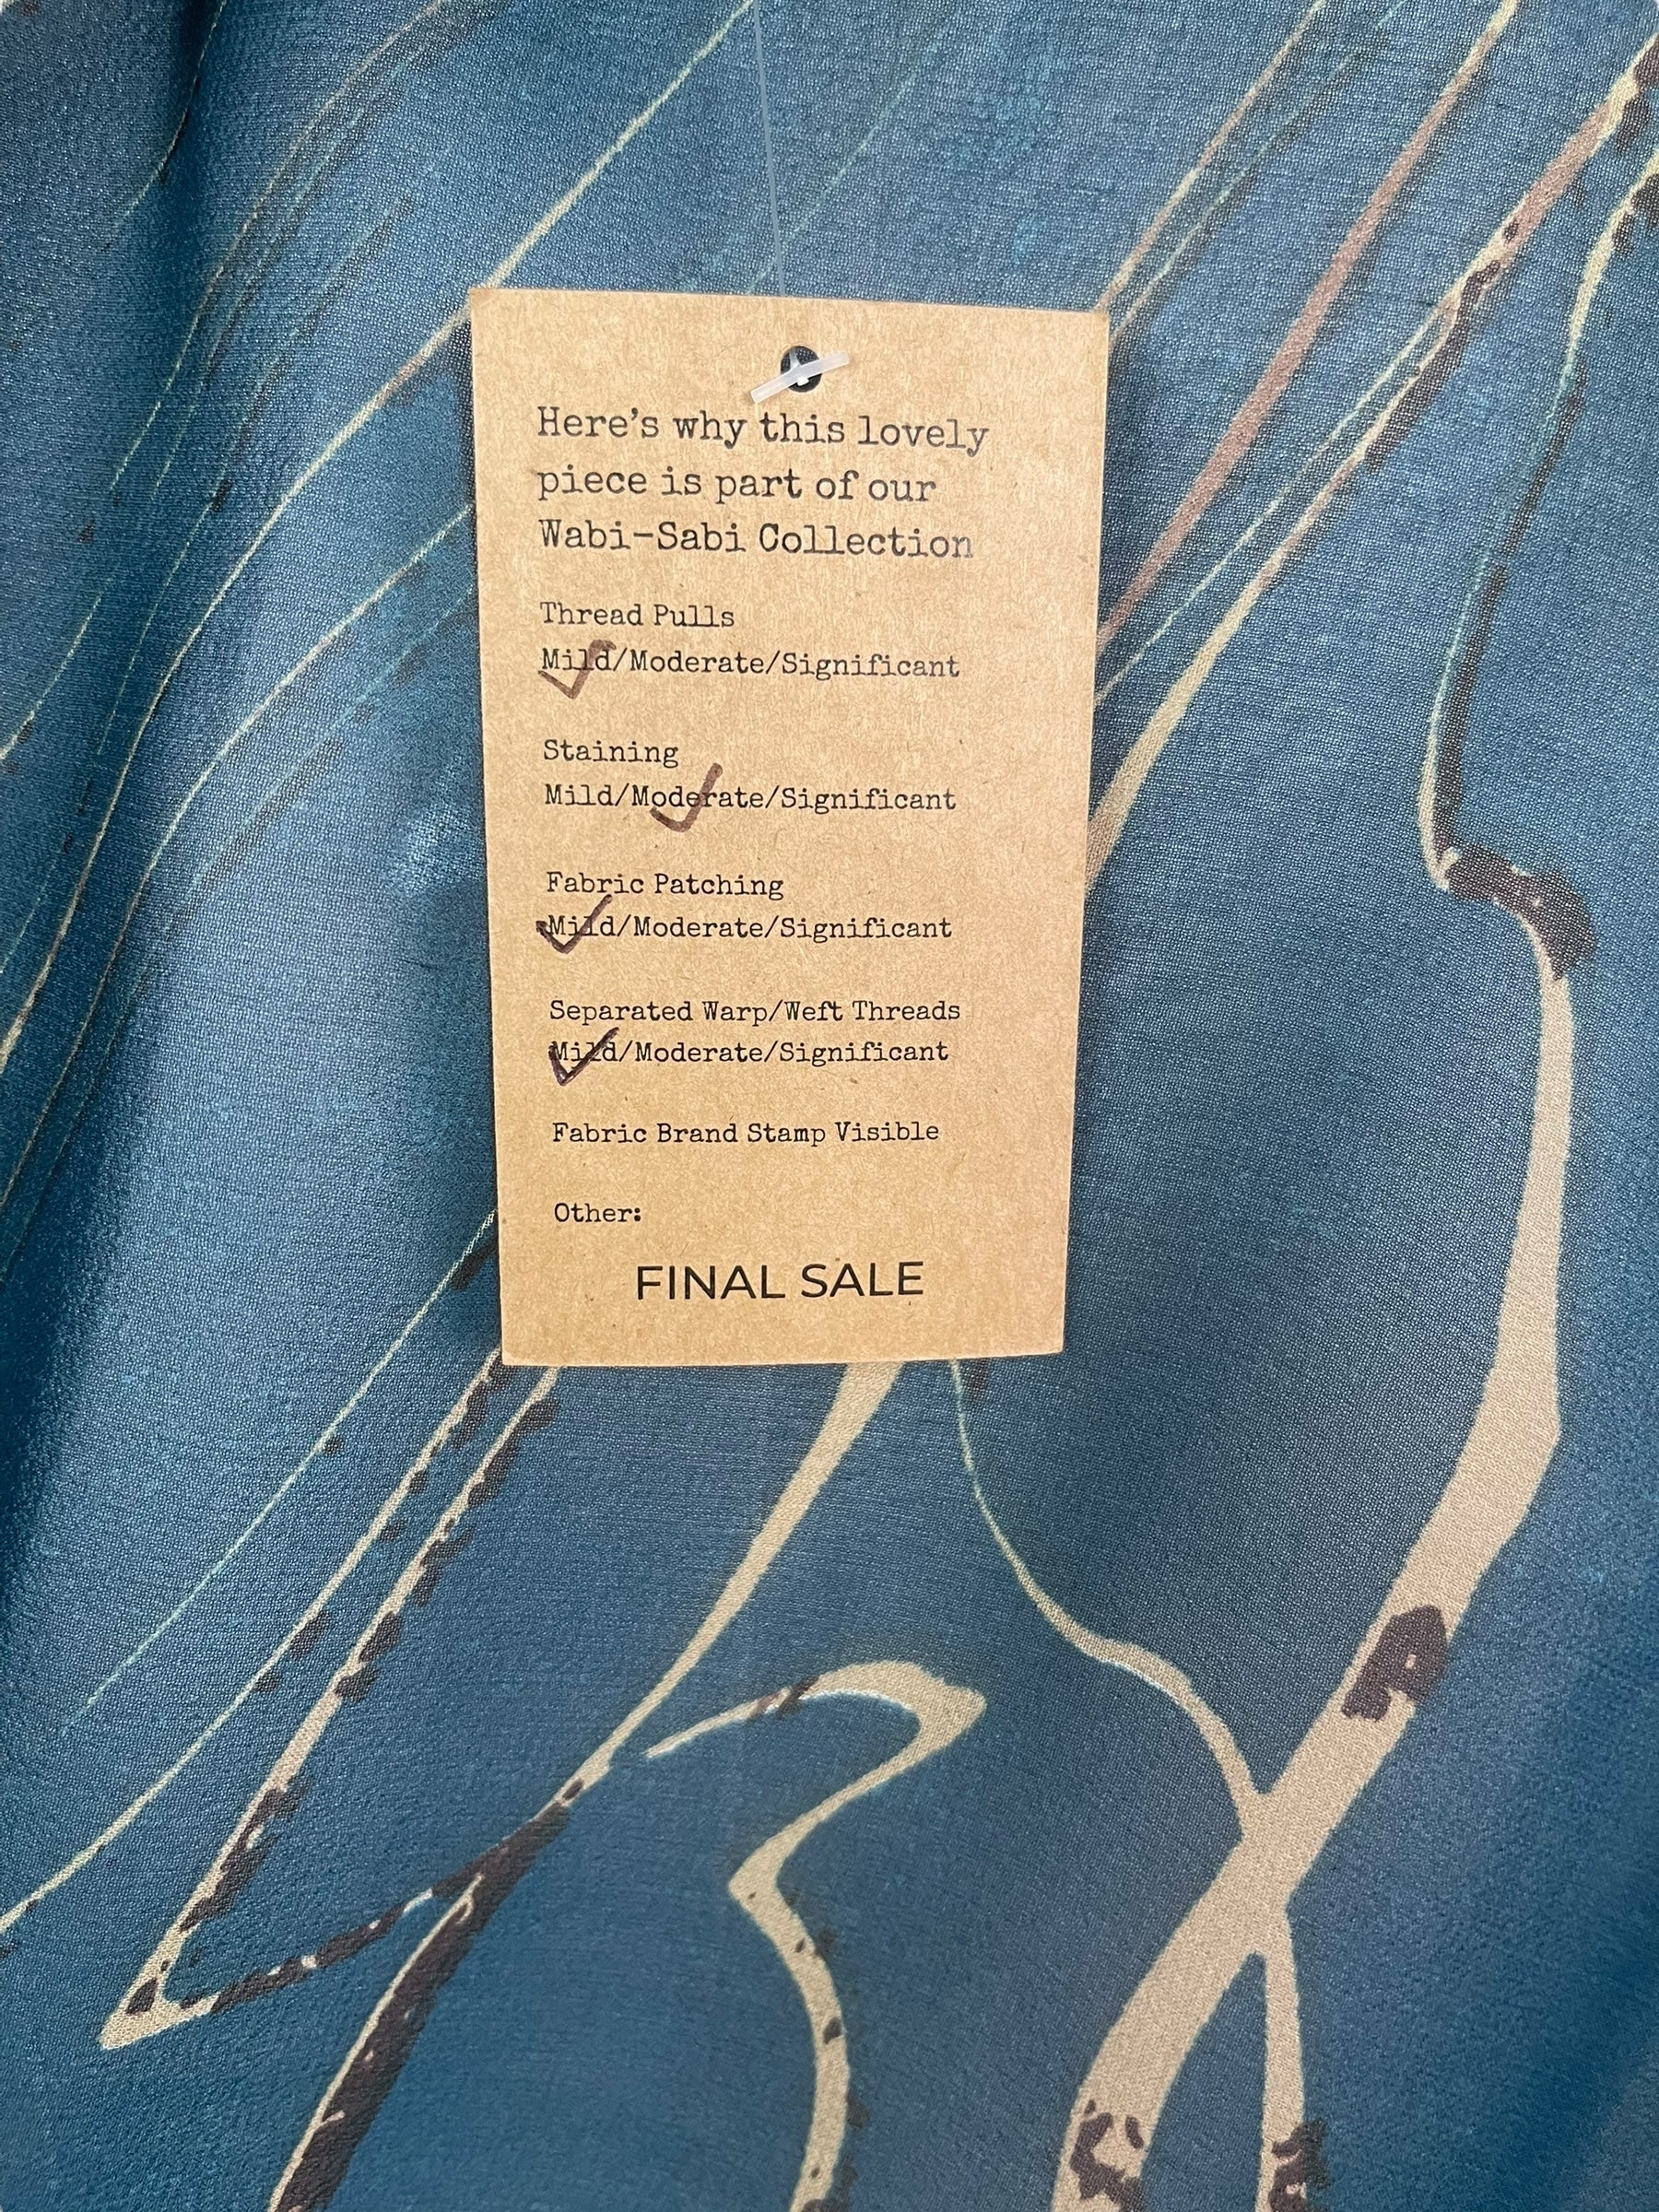 Here's why this lovely
piece is part of our
Wabi-Sabi Collection
Thread Pulls
Mild/Moderate/Significant
Staining
Mild/Moderate/Significant
Fabric Patching
Mild/Moderate/Significant
Separated Warp/Weft Threads
Mild/Moderate/Significant
Fabric Brand Stamp Visible
Other:
FINAL SALE